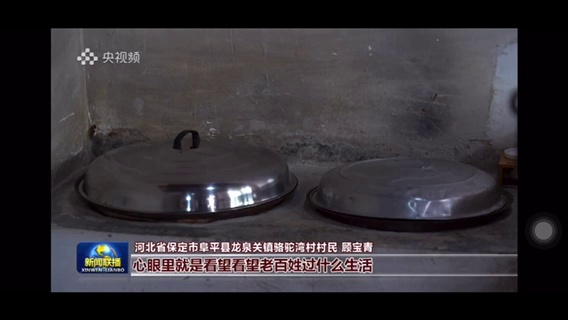 央视频
河北省保定市阜平县龙泉关镇骆驼湾村村民 顾宝青
新闻联播
XINWEN LIANBO
心眼里就是看望看望老百姓过什么生活